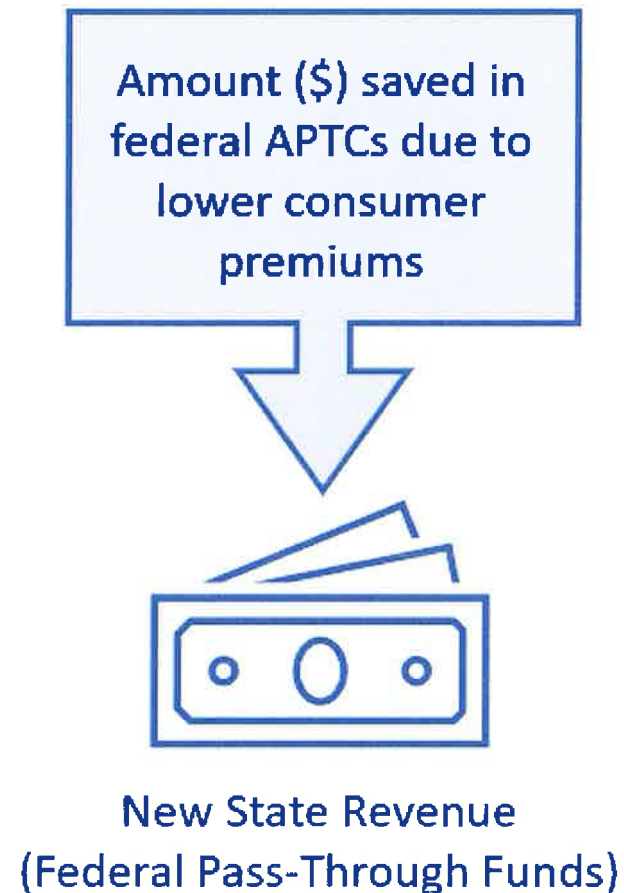 Amount ($) saved in
federal APTCs due to
lower consumer
premiums
New State Revenue
(Federal Pass-Through Funds)